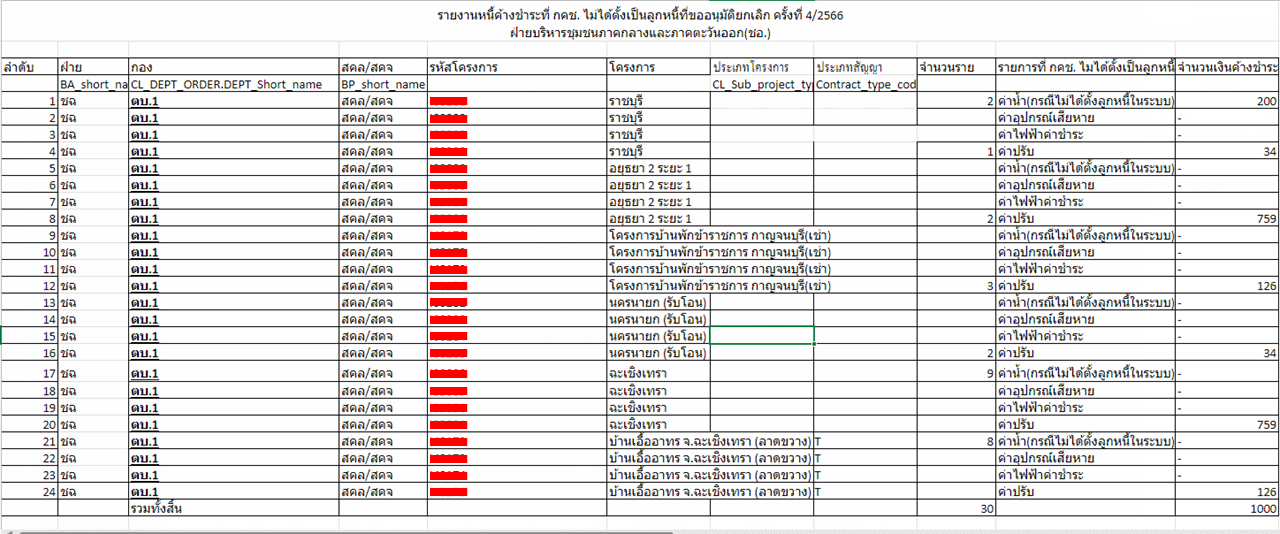 รายงานหนี้ค้างชำระที่ กคช. ไม่ได้ตั้งเป็นลูกหนี้ที่ขออนุมัติยกเลิก ครั้งที่ 4/2566
ฝ่ายบริหารชุมชนภาคกลางและภาคตะวันออก(ชอ.)
ลำดับ ฝ่าย กอง สคล/สคจ รหัสโครงการ โครงการ ประเภทโครงการ ประเภทสัญญา จำนวนราย รายการที่ กคช. ไม่ได้ตั้งเป็นลูกหนี้ จำนวนเงินค้างชำระ
BA_short_na CL_DEPT_ORDER.DEPT_Short_name BP_short_name CL_Sub_project_ty Contract_type_cod
1 ชฉ ตบ.1 สคล/สคจ ราชบุรี 2 ค่าน้ำ(กรณีไม่ได้ตั้งลูกหนี้ในระบบ) 200
2 ชฉ ตบ.1 สคล/สคจ ราชบุรี ค่าอุปกรณ์เสียหาย -
3 ชฉ ตบ.1 สคล/สคจ ราชบุรี ค่าไฟฟ้าค่าชำระ -
4 ชฉ ตบ.1 สคล/สคจ ราชบุรี 1 ค่าปรับ 34
5 ชฉ ตบ.1 สคล/สคจ อยุธยา 2 ระยะ 1 ค่าน้ำ(กรณีไม่ได้ตั้งลูกหนี้ในระบบ) -
6 ชฉ ตบ.1 สคล/สคจ อยุธยา 2 ระยะ 1 ค่าอุปกรณ์เสียหาย -
7 ชฉ ตบ.1 สคล/สคจ อยุธยา 2 ระยะ 1 ค่าไฟฟ้าค่าชำระ -
8 ชฉ ตบ.1 สคล/สคจ อยุธยา 2 ระยะ 1 2 ค่าปรับ 759
9 ชฉ ตบ.1 สคล/สคจ โครงการบ้านพักข้าราชการ กาญจนบุรี(เช่า) ค่าน้ำ(กรณีไม่ได้ตั้งลูกหนี้ในระบบ) -
10 ชฉ ตบ.1 สคล/สคจ โครงการบ้านพักข้าราชการ กาญจนบุรี(เช่า) ค่าอุปกรณ์เสียหาย -
11 ชฉ ตบ.1 สคล/สคจ โครงการบ้านพักข้าราชการ กาญจนบุรี(เช่า) ค่าไฟฟ้าค่าชำระ -
12 ชฉ ตบ.1 สคล/สคจ โครงการบ้านพักข้าราชการ กาญจนบุรี(เช่า) 3 ค่าปรับ 126
13 ชฉ ตบ.1 สคล/สคจ นครนายก (รับโอน) ค่าน้ำ(กรณีไม่ได้ตั้งลูกหนี้ในระบบ) -
14 ชฉ ตบ.1 สคล/สคจ นครนายก (รับโอน) ค่าอุปกรณ์เสียหาย -
15 ชฉ ตบ.1 สคล/สคจ นครนายก (รับโอน) ค่าไฟฟ้าค่าชำระ -
16 ชฉ ตบ.1 สคล/สคจ นครนายก (รับโอน) 2 ค่าปรับ 34
17 ชฉ ตบ.1 สคล/สคจ ฉะเชิงเทรา 9 ค่าน้ำ(กรณีไม่ได้ตั้งลูกหนี้ในระบบ) -
18 ชฉ ตบ.1 สคล/สคจ ฉะเชิงเทรา ค่าอุปกรณ์เสียหาย -
19 ชฉ ตบ.1 สคล/สคจ ฉะเชิงเทรา ค่าไฟฟ้าค่าชำระ -
20 ชฉ ตบ.1 สคล/สคจ ฉะเชิงเทรา ค่าปรับ 759
21 ชฉ ตบ.1 สคล/สคจ บ้านเอื้ออาทร จ.ฉะเชิงเทรา (ลาดขวาง) T 8 ค่าน้ำ(กรณีไม่ได้ตั้งลูกหนี้ในระบบ) -
22 ชฉ ตบ.1 สคล/สคจ บ้านเอื้ออาทร จ.ฉะเชิงเทรา (ลาดขวาง) T ค่าอุปกรณ์เสียหาย -
23 ชฉ ตบ.1 สคล/สคจ บ้านเอื้ออาทร จ.ฉะเชิงเทรา (ลาดขวาง) T ค่าไฟฟ้าค่าชำระ -
24 ชฉ ตบ.1 สคล/สคจ บ้านเอื้ออาทร จ.ฉะเชิงเทรา (ลาดขวาง) T ค่าปรับ 126
รวมทั้งสิ้น 30 1000